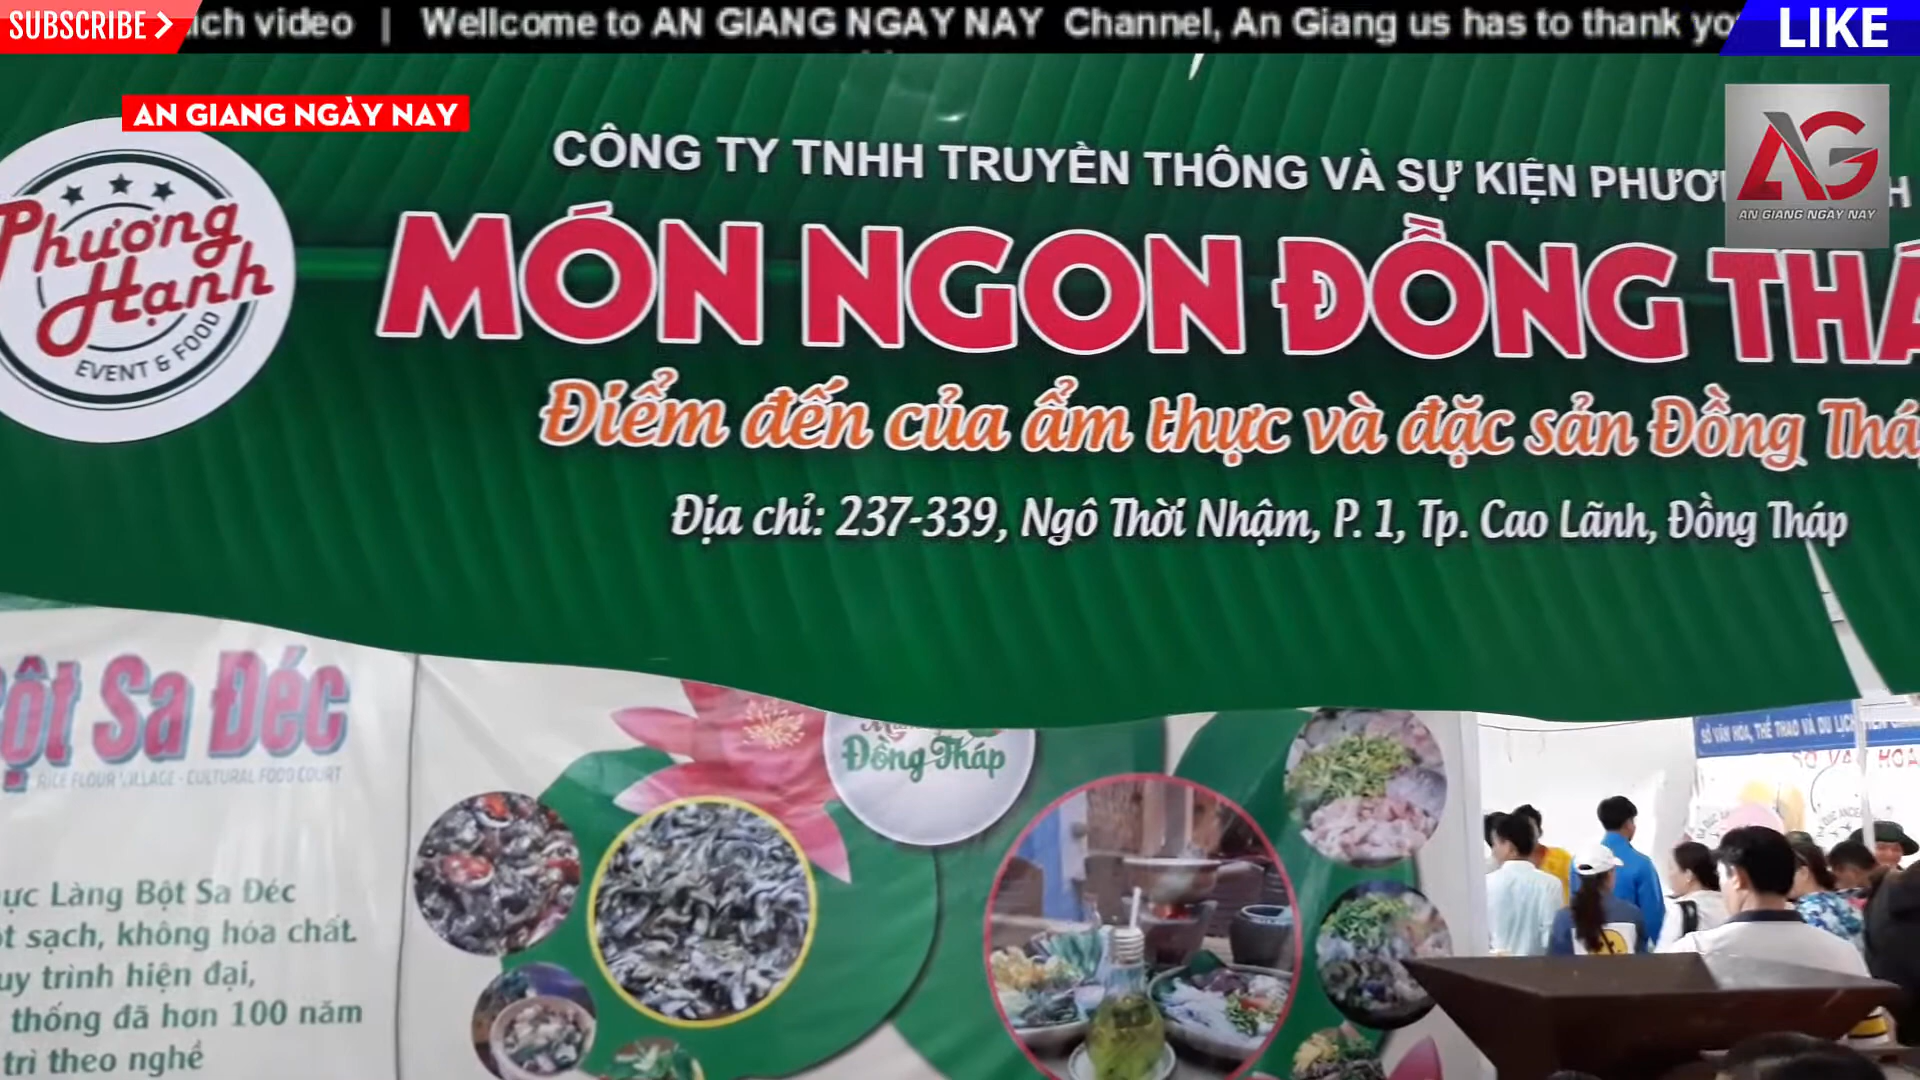 SUBSCRIBE
ich video | Wellcome to AN GIANG NGAY NAY Channel, An Giang us has to thank yo
LIKE
AN GIANG NGÀY NAY
AG
AN GIANG NGÀY NAY
Phương
Hạnh
EVENT & FOOD
CÔNG TY TNHH TRUYỀN THÔNG VÀ SỰ KIỆN PHƯƠ
MÓN NGON ĐỒNG THÁ
Điểm đến của ẩm thực và đặc sản Đồng Tháp
Địa chỉ: 237-339, Ngô Thời Nhậm, P. 1, Tp. Cao Lãnh, Đồng Tháp
Bột Sa Đéc
RICE FLOUR VILLAGE - CULTURAL FOOD COURT
Đồng Tháp
SỞ VĂN HÓA, THỂ THAO VÀ DU LỊCH
ực Làng Bột Sa Đéc
ột sạch, không hóa chất.
uy trình hiện đại,
thống đã hơn 100 năm
trì theo nghề